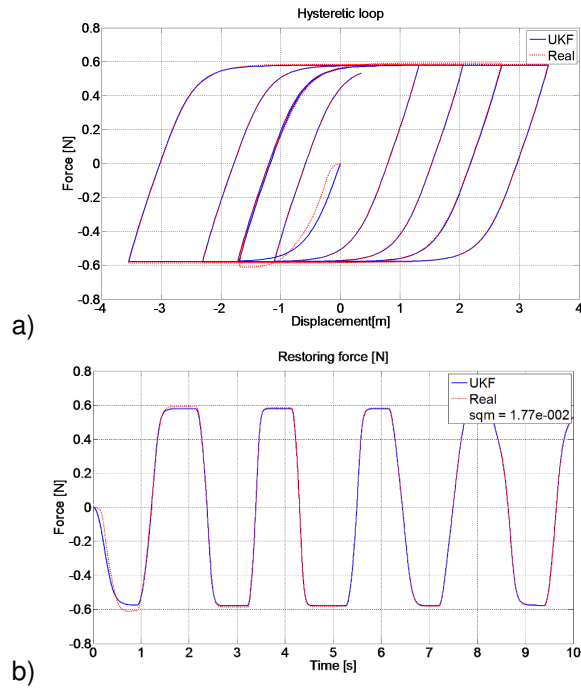 Hysteretic loop
UKF
Real
0.8
0.6
0.4
0.2
0
-0.2
-0.4
-0.6
-0.8
Force [N]
-4 -3 -2 -1 0 1 2 3 4
Displacement[m]
a)
Restoring force [N]
UKF
Real
sqm = 1.77e-002
0.8
0.6
0.4
0.2
0
-0.2
-0.4
-0.6
-0.8
Force [N]
0 1 2 3 4 5 6 7 8 9 10
Time [s]
b)